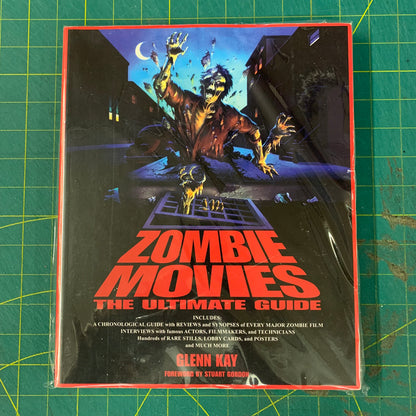 ZOMBIE
MOVIES
THE ULTIMATE GUIDE
INCLUDES:
A CHRONOLOGICAL GUIDE with REVIEWS and SYNOPSES of EVERY MAJOR ZOMBIE FILM
INTERVIEWS with famous ACTORS, FILMMAKERS, and TECHNICIANS
Hundreds of RARE STILLS, LOBBY CARDS, and POSTERS
and MUCH MORE
GLENN KAY
FOREWORD BY STUART GORDON